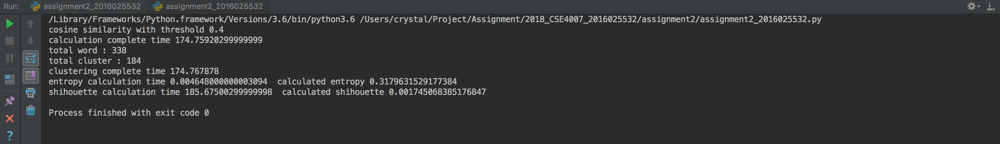 Run: assignment2_2016025532 assignment2_2016025532
/Library/Frameworks/Python.framework/Versions/3.6/bin/python3.6 /Users/crystal/Project/Assignment/2018_CSE4007_2016025532/assignment2/assignment2_2016025532.py
cosine similarity with threshold 0.4
calculation complete time 174.75920299999999
total word : 338
total cluster : 184
clustering complete time 174.767878
entropy calculation time 0.004648000000003094  calculated entropy 0.3179631529177384
shihouette calculation time 185.67500299999998  calculated shihouette 0.001745068385176847
Process finished with exit code 0